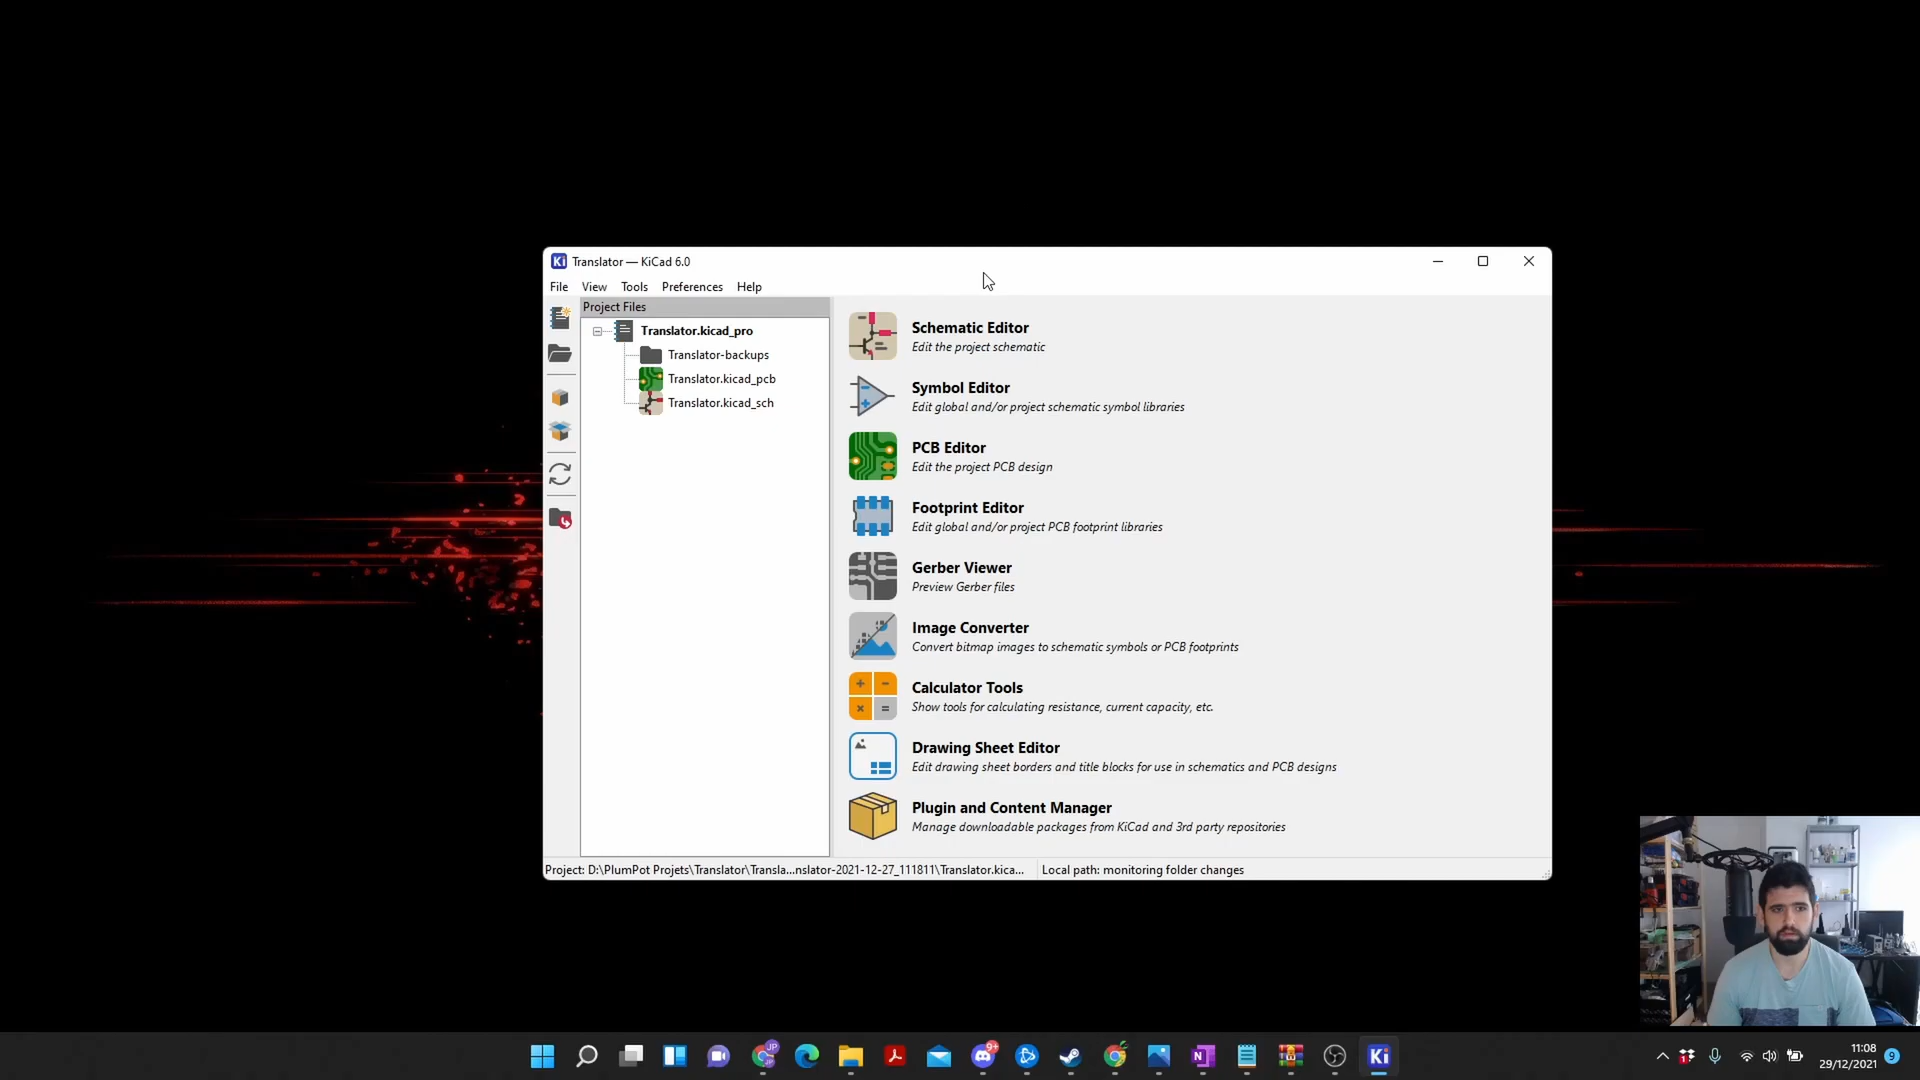 Ki Translator — KiCad 6.0
File View Tools Preferences Help
Project Files
Translator.kicad_pro
Translator-backups
Translator.kicad_pcb
Translator.kicad_sch
Schematic Editor
Edit the project schematic
Symbol Editor
Edit global and/or project schematic symbol libraries
PCB Editor
Edit the project PCB design
Footprint Editor
Edit global and/or project PCB footprint libraries
Gerber Viewer
Preview Gerber files
Image Converter
Convert bitmap images to schematic symbols or PCB footprints
Calculator Tools
Show tools for calculating resistance, current capacity, etc.
Drawing Sheet Editor
Edit drawing sheet borders and title blocks for use in schematics and PCB designs
Plugin and Content Manager
Manage downloadable packages from KiCad and 3rd party repositories
Project: D:\PlumPot Projets\Translator\Transla...nslator-2021-12-27_111811\Translator.kica... Local path: monitoring folder changes
JP 9+ N Ki 11:08 9
29/12/2021